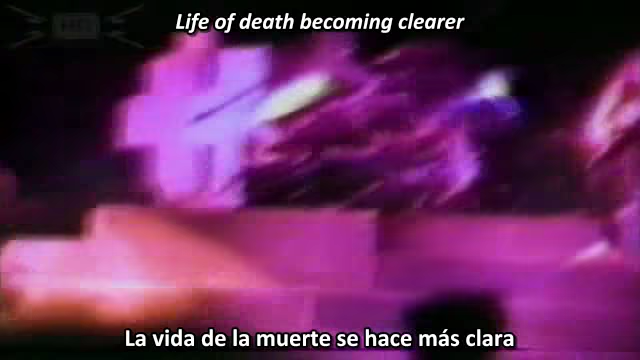 Life of death becoming clearer
La vida de la muerte se hace más clara